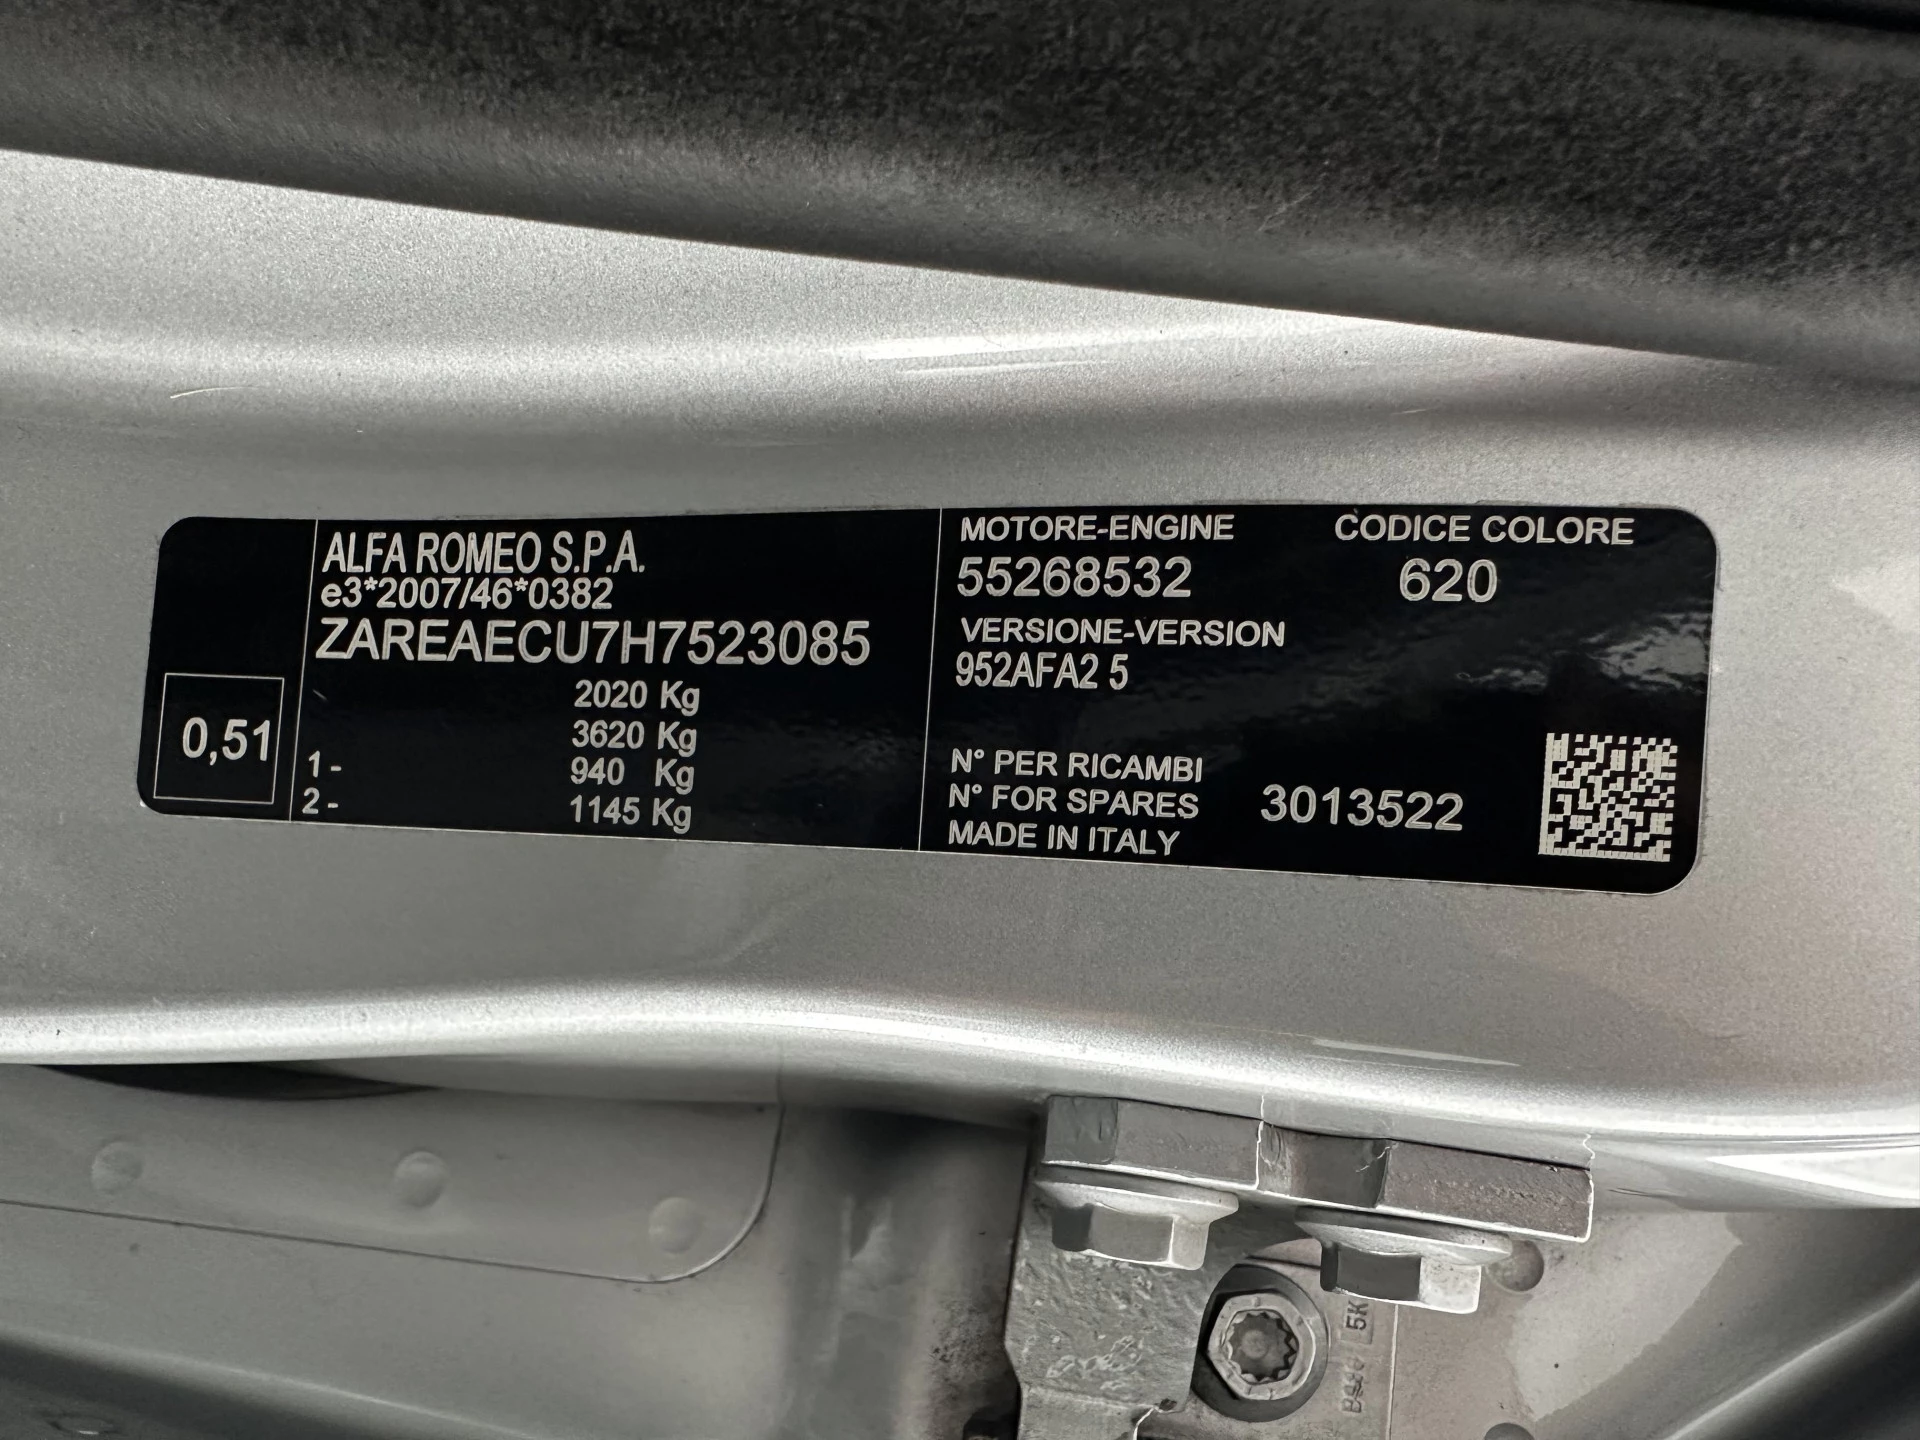 ALFA ROMEO S.P.A.
e3*2007/46*0382
ZAREAECU7H7523085
2020 Kg
3620 Kg
1- 940 Kg
2- 1145 Kg
0,51
MOTORE-ENGINE
55268532
CODICE COLORE
620
VERSIONE-VERSION
952AFA2 5
N° PER RICAMBI
N° FOR SPARES 3013522
MADE IN ITALY
5K